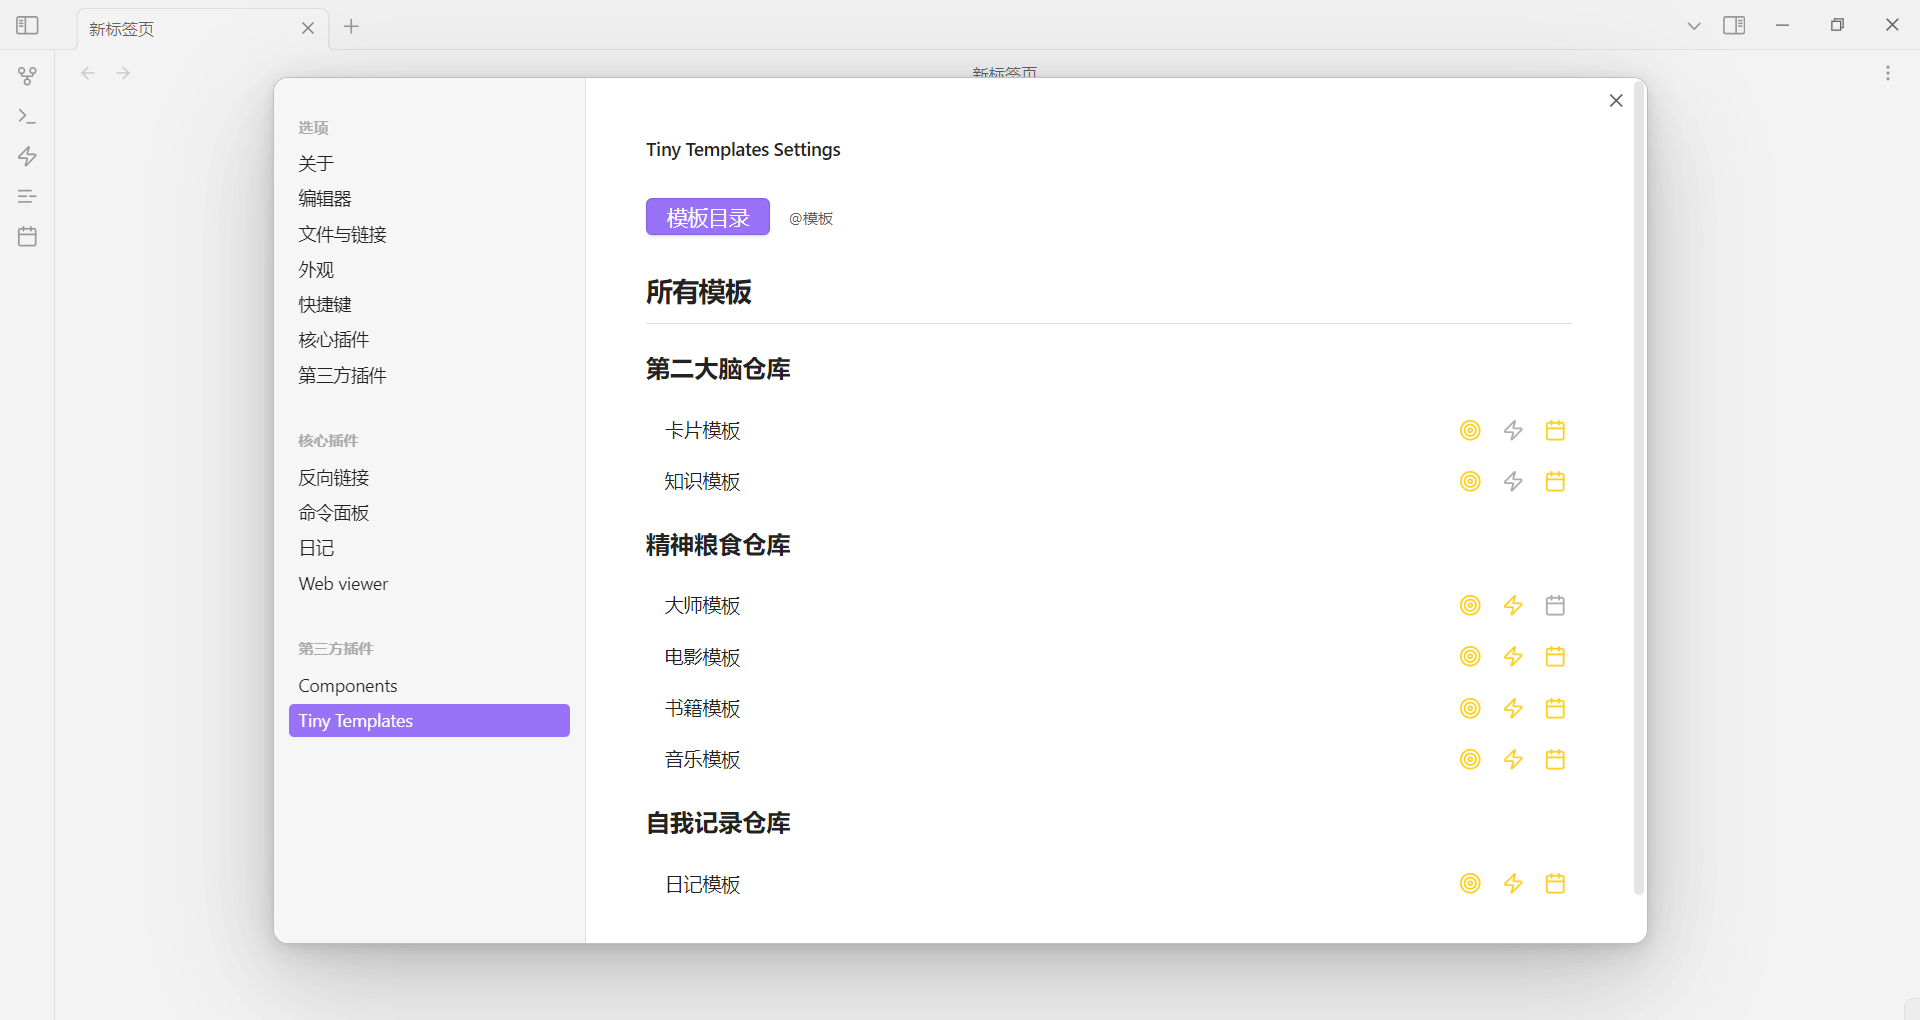 新标签页
新标签页
选项
关于
编辑器
文件与链接
外观
快捷键
核心插件
第三方插件
核心插件
反向链接
命令面板
日记
Web viewer
第三方插件
Components
Tiny Templates
Tiny Templates Settings
模板目录 @模板
所有模板
第二大脑仓库
卡片模板
知识模板
精神粮食仓库
大师模板
电影模板
书籍模板
音乐模板
自我记录仓库
日记模板